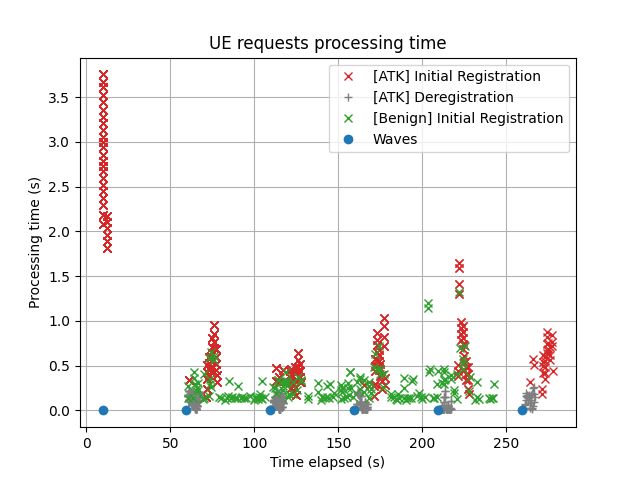 UE requests processing time
[ATK] Initial Registration
[ATK] Deregistration
[Benign] Initial Registration
Waves
Processing time (s)
3.5
3.0
2.5
2.0
1.5
1.0
0.5
0.0
0 50 100 150 200 250
Time elapsed (s)